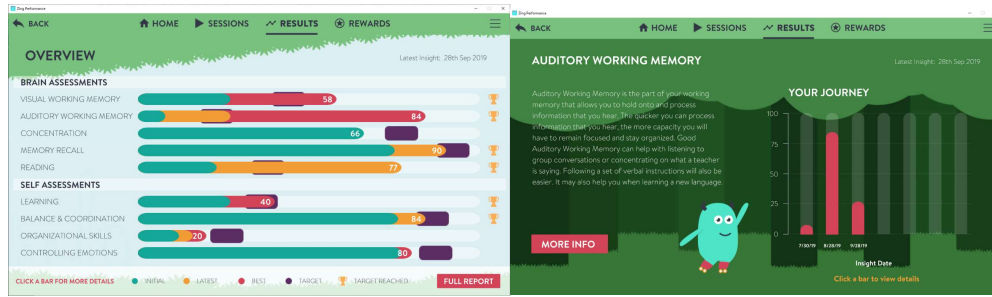 Zing Performance
BACK
HOME
SESSIONS
RESULTS
REWARDS
OVERVIEW
Latest Insight: 28th Sep 2019
BRAIN ASSESSMENTS
VISUAL WORKING MEMORY
58
AUDITORY WORKING MEMORY
84
CONCENTRATION
66
MEMORY RECALL
90
READING
77
SELF ASSESSMENTS
LEARNING
40
BALANCE & COORDINATION
84
ORGANIZATIONAL SKILLS
20
CONTROLLING EMOTIONS
80
CLICK A BAR FOR MORE DETAILS
INITIAL
LATEST
BEST
TARGET
TARGET REACHED
FULL REPORT
Zing Performance
BACK
HOME
SESSIONS
RESULTS
REWARDS
AUDITORY WORKING MEMORY
Latest Insight: 28th Sep 2019
Auditory Working Memory is the part of your working
memory that allows you to hold onto and process
information that you hear. The quicker you can process
information that you hear, the more capacity you will
have to remain focused and stay organized. Good
Auditory Working Memory can help with listening to
group conversations or concentrating on what a teacher
is saying. Following a set of verbal instructions will also be
easier. It may also help you when learning a new language.
MORE INFO
YOUR JOURNEY
100
75
50
25
0
7/30/19
8/28/19
9/28/19
Insight Date
Click a bar to view details